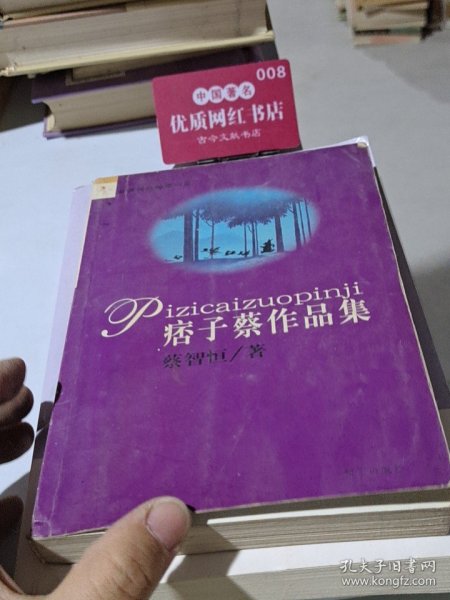 008
中国著名
优质网红书店
古今文献书店
Pizicaizuopinji
痞子蔡作品集
蔡智恒/著
孔夫子旧书网
www.kongfz.com